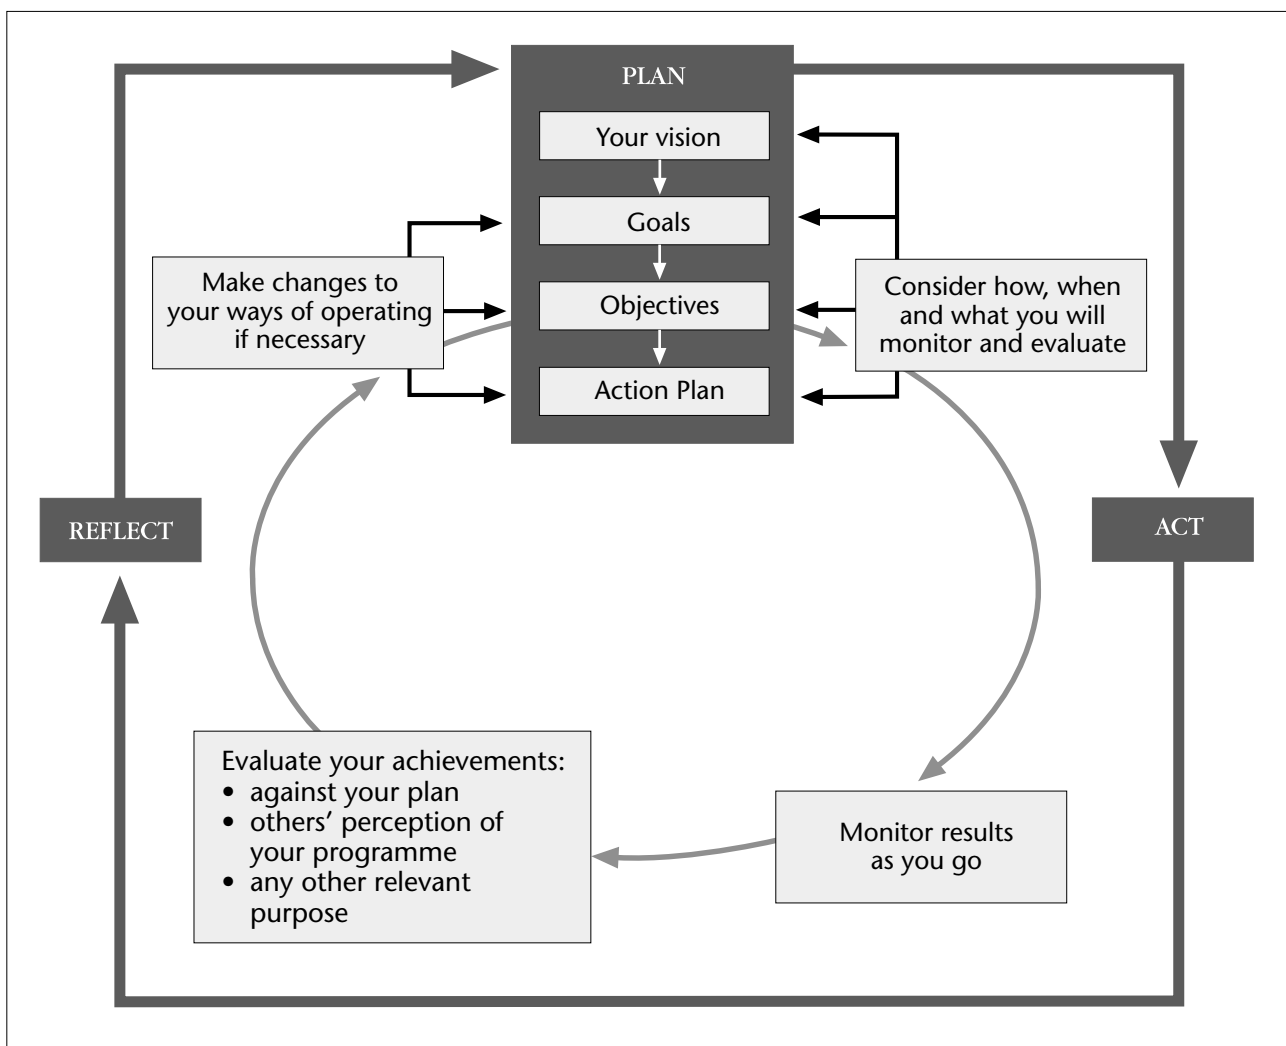 PLAN
Your vision
Goals
Objectives
Action Plan
Make changes to
your ways of operating
if necessary
Consider how, when
and what you will
monitor and evaluate
REFLECT
ACT
Evaluate your achievements:
• against your plan
• others’ perception of
your programme
• any other relevant
purpose
Monitor results
as you go